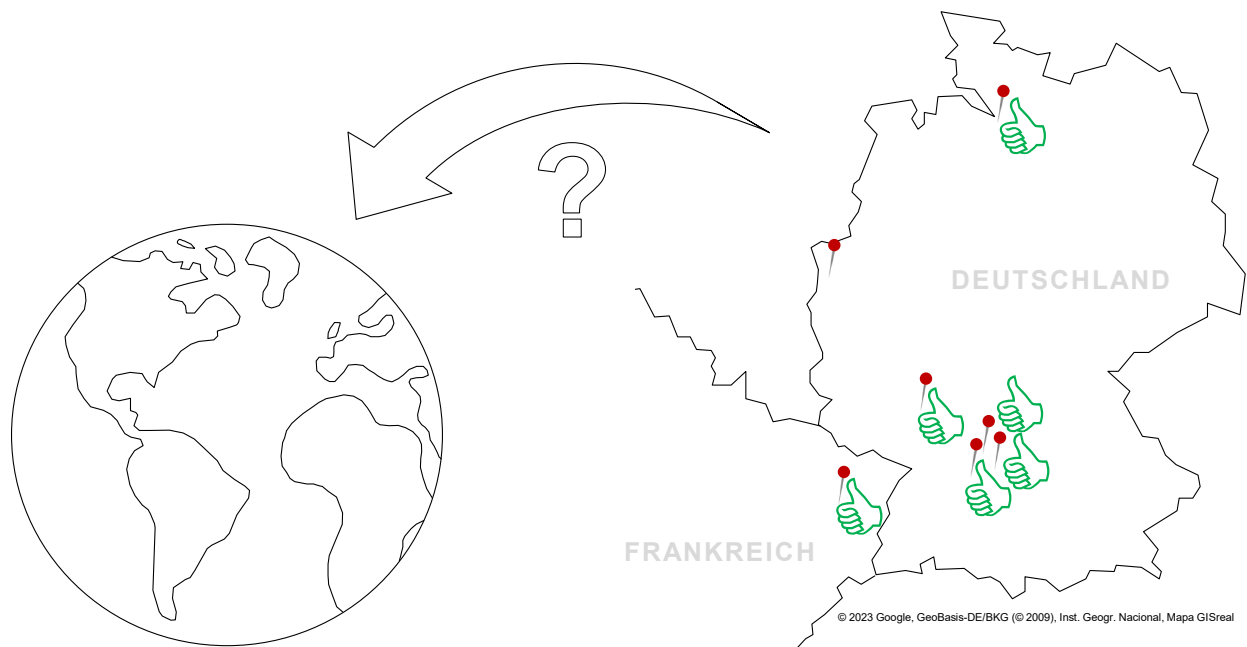 ?
DEUTSCHLAND
FRANKREICH
© 2023 Google, GeoBasis-DE/BKG (© 2009), Inst. Geogr. Nacional, Mapa GISreal